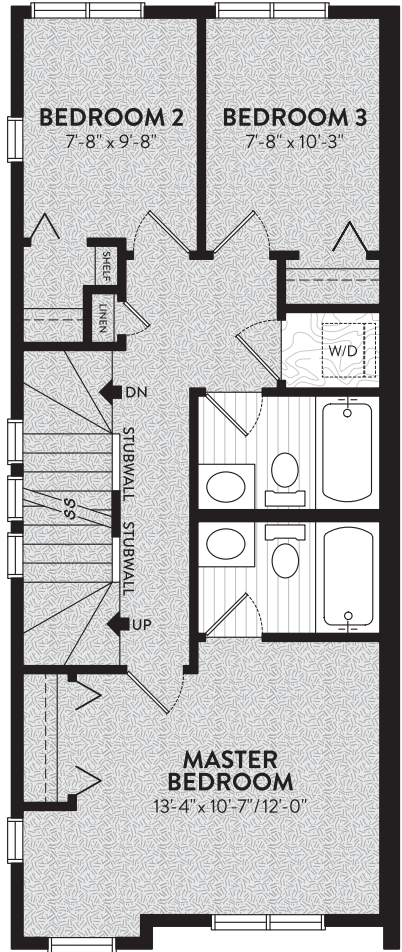 BEDROOM 2
7'-8" x 9'-8"
BEDROOM 3
7'-8" x 10'-3"
SHELF
LINEN
W/D
DN
STUBWALL
SS
STUBWALL
UP
MASTER
BEDROOM
13'-4" x 10'-7"/12'-0"